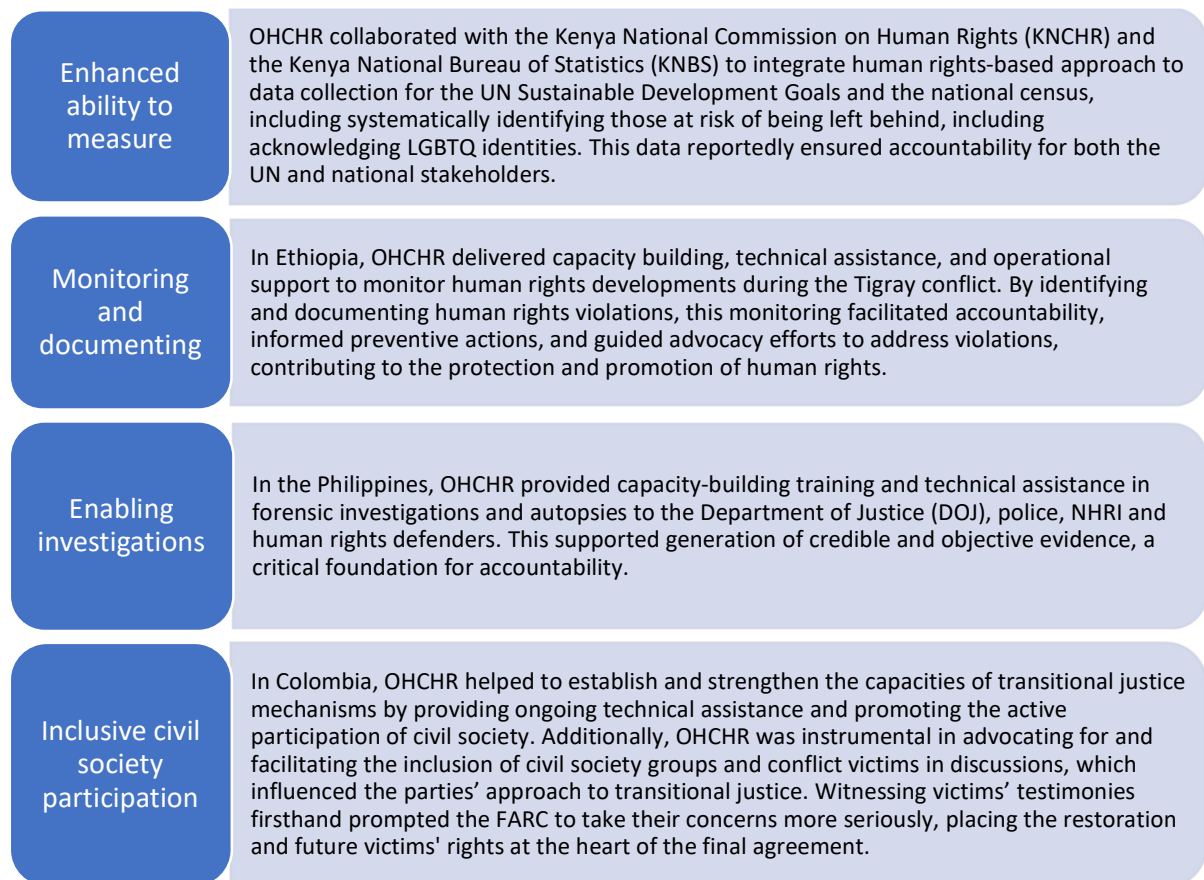 Enhanced
ability to
measure
OHCHR collaborated with the Kenya National Commission on Human Rights (KNCHR) and
the Kenya National Bureau of Statistics (KNBS) to integrate human rights-based approach to
data collection for the UN Sustainable Development Goals and the national census,
including systematically identifying those at risk of being left behind, including
acknowledging LGBTQ identities. This data reportedly ensured accountability for both the
UN and national stakeholders.
Monitoring
and
documenting
In Ethiopia, OHCHR delivered capacity building, technical assistance, and operational
support to monitor human rights developments during the Tigray conflict. By identifying
and documenting human rights violations, this monitoring facilitated accountability,
informed preventive actions, and guided advocacy efforts to address violations,
contributing to the protection and promotion of human rights.
Enabling
investigations
In the Philippines, OHCHR provided capacity-building training and technical assistance in
forensic investigations and autopsies to the Department of Justice (DOJ), police, NHRI and
human rights defenders. This supported generation of credible and objective evidence, a
critical foundation for accountability.
Inclusive civil
society
participation
In Colombia, OHCHR helped to establish and strengthen the capacities of transitional justice
mechanisms by providing ongoing technical assistance and promoting the active
participation of civil society. Additionally, OHCHR was instrumental in advocating for and
facilitating the inclusion of civil society groups and conflict victims in discussions, which
influenced the parties’ approach to transitional justice. Witnessing victims’ testimonies
firsthand prompted the FARC to take their concerns more seriously, placing the restoration
and future victims' rights at the heart of the final agreement.